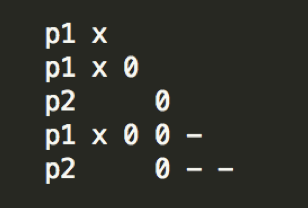 p1 x
p1 x 0
p2     0
p1 x 0 0 –
p2     0 – –